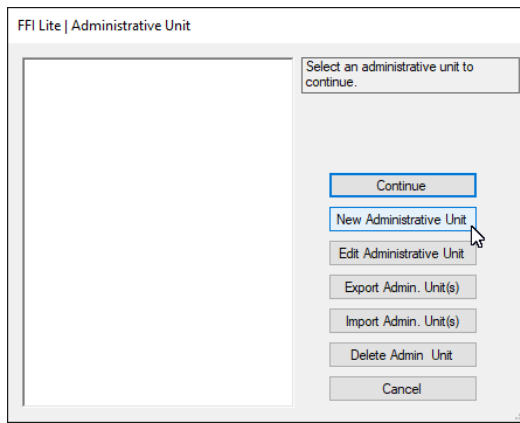 FFI Lite | Administrative Unit
Select an administrative unit to
continue.
Continue
New Administrative Unit
Edit Administrative Unit
Export Admin. Unit(s)
Import Admin. Unit(s)
Delete Admin  Unit
Cancel